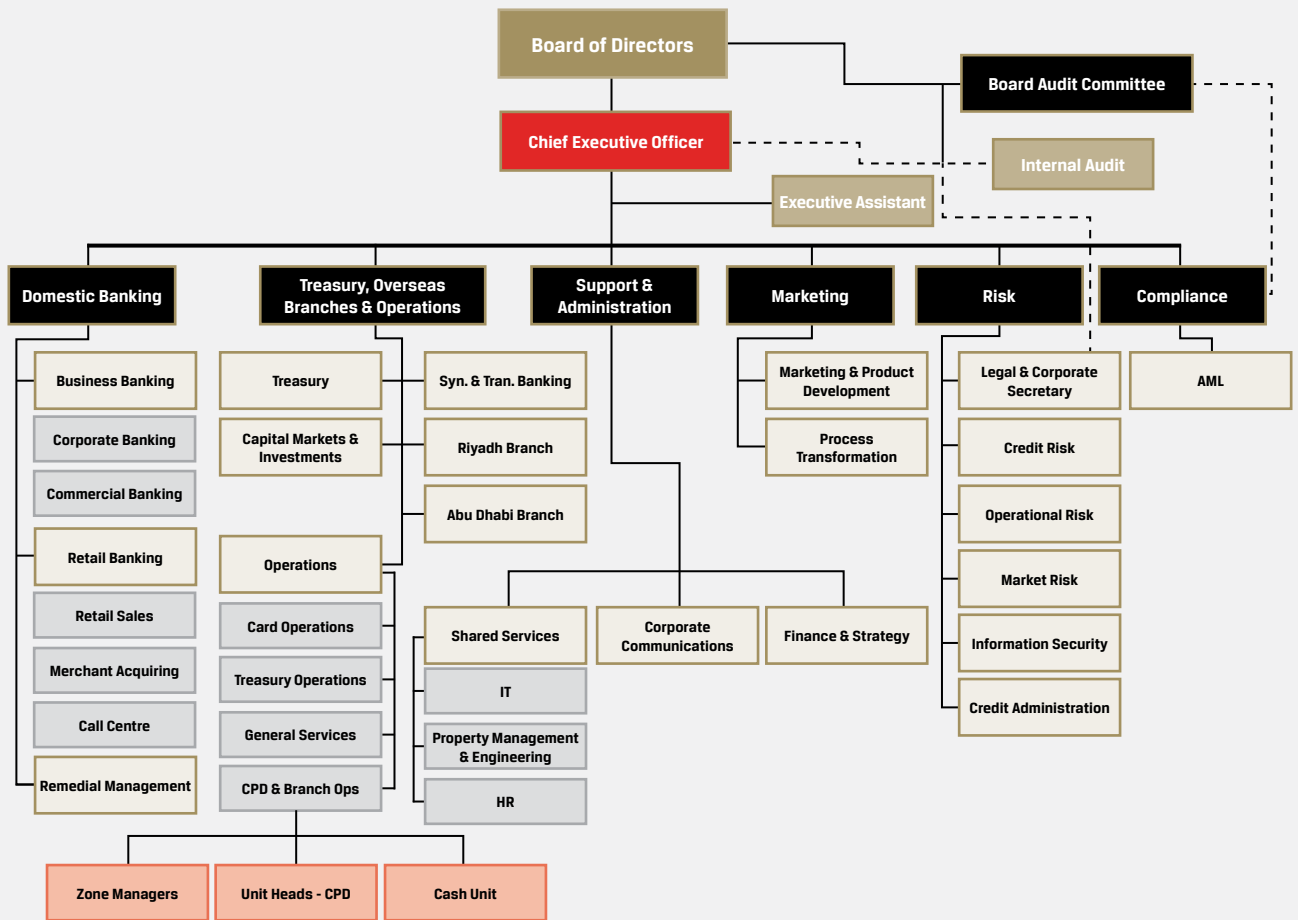 Board of Directors
Board Audit Committee
Chief Executive Officer
Internal Audit
Executive Assistant
Domestic Banking
Treasury, Overseas
Branches & Operations
Support &
Administration
Marketing
Risk
Compliance
Business Banking
Corporate Banking
Commercial Banking
Retail Banking
Retail Sales
Merchant Acquiring
Call Centre
Remedial Management
Treasury
Capital Markets &
Investments
Operations
Card Operations
Treasury Operations
General Services
CPD & Branch Ops
Syn. & Tran. Banking
Riyadh Branch
Abu Dhabi Branch
Shared Services
IT
Property Management
& Engineering
HR
Corporate
Communications
Finance & Strategy
Marketing & Product
Development
Process
Transformation
Legal & Corporate
Secretary
Credit Risk
Operational Risk
Market Risk
Information Security
Credit Administration
AML
Zone Managers
Unit Heads - CPD
Cash Unit